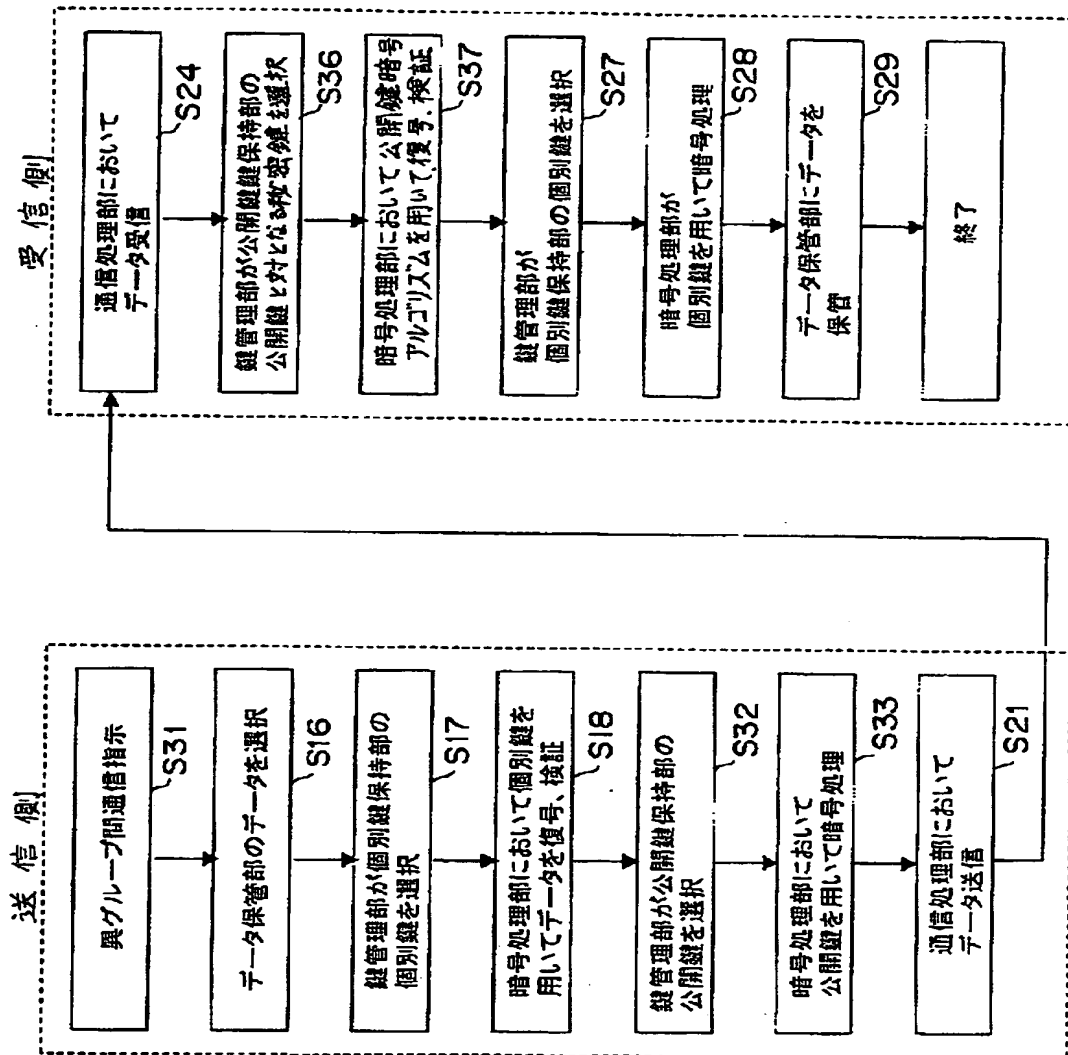 送信側
異グループ間通信指示
S31
データ保管部のデータを選択
S16
鍵管理部が個別鍵保持部の
個別鍵を選択
S17
暗号処理部において個別鍵を
用いてデータを復号、検証
S18
鍵管理部が公開鍵保持部の
公開鍵を選択
S32
暗号処理部において
公開鍵を用いて暗号処理
S33
通信処理部において
データ送信
S21
受信側
通信処理部において
データ受信
S24
鍵管理部が公開鍵鍵保持部の
公開鍵と対となる秘密鍵を選択
S36
暗号処理部において公開鍵暗号
アルゴリズムを用いて復号、検証
S37
鍵管理部が
個別鍵保持部の個別鍵を選択
S27
暗号処理部が
個別鍵を用いて暗号処理
S28
データ保管部にデータを
保管
S29
終了